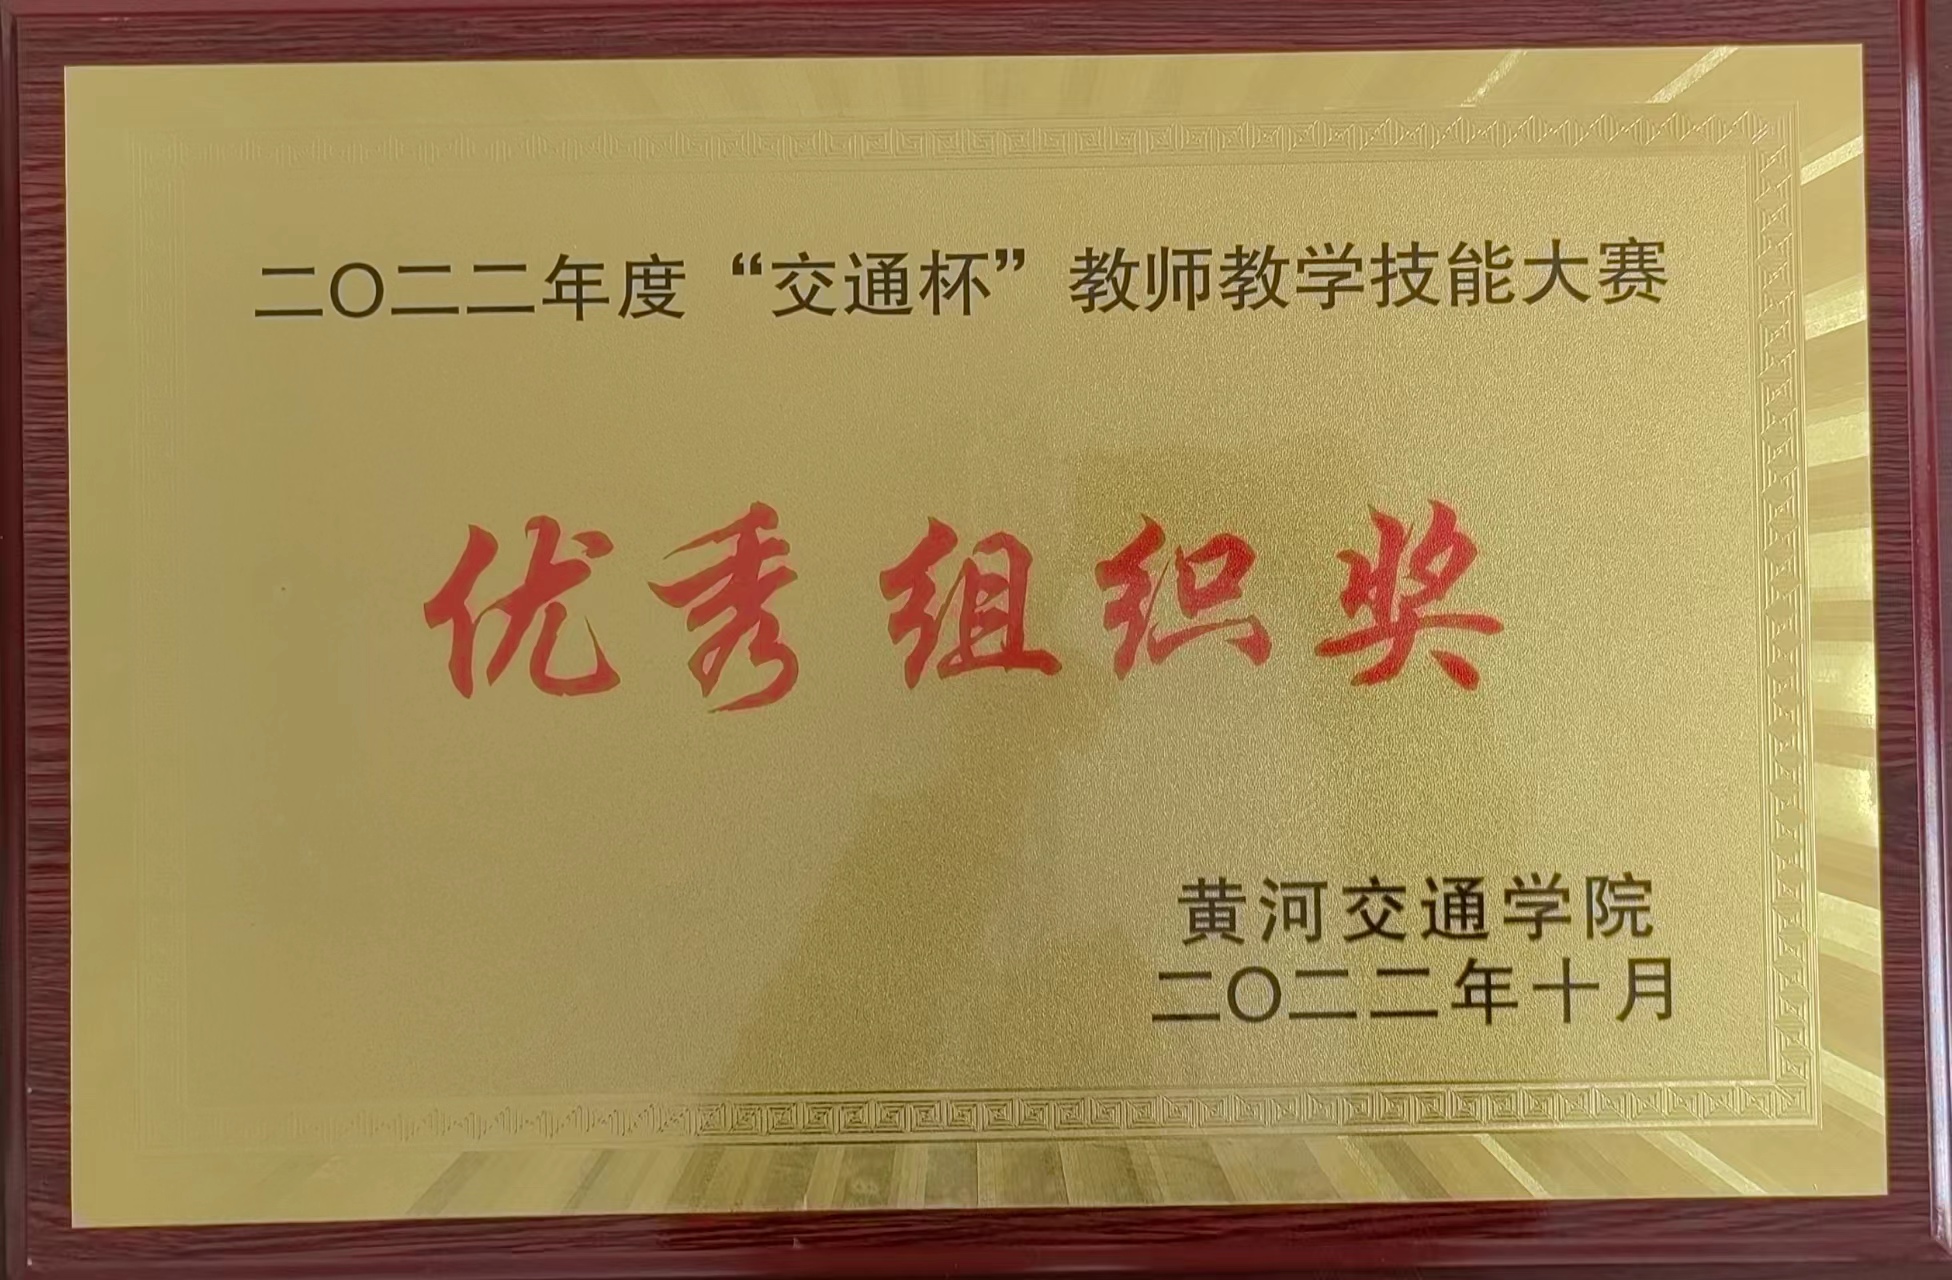 二〇二二年度“交通杯”教师教学技能大赛
优秀组织奖
黄河交通学院
二〇二二年十月